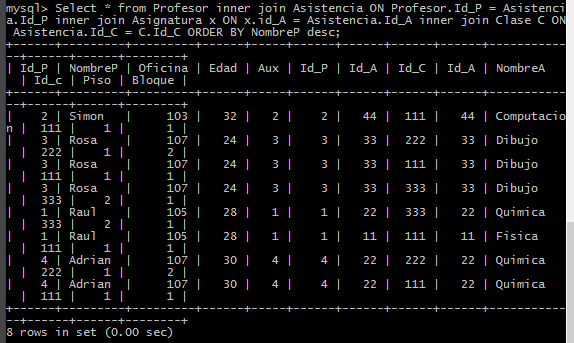 mysql> Select * from Profesor inner join Asistencia ON Profesor.Id_P = Asistenci
a.Id_P inner join Asignatura x ON x.id_A = Asistencia.Id_A inner join Clase C ON
 Asistencia.Id_C = C.Id_C ORDER BY NombreP desc;
+------+---------+---------+------+------+------+------+------+------+----------
--+------+------+--------+
| Id_P | NombreP | Oficina | Edad | Aux | Id_P | Id_A | Id_C | Id_A | NombreA
  | Id_c | Piso | Bloque |
+------+---------+---------+------+------+------+------+------+------+----------
--+------+------+--------+
| 2 | Simon | 103 | 32 | 2 | 2 | 44 | 111 | 44 | Computacio
n | 111 | 1 | 1 |
| 3 | Rosa | 107 | 24 | 3 | 3 | 33 | 222 | 33 | Dibujo
  | 222 | 1 | 2 |
| 3 | Rosa | 107 | 24 | 3 | 3 | 33 | 111 | 33 | Dibujo
  | 111 | 1 | 1 |
| 3 | Rosa | 107 | 24 | 3 | 3 | 33 | 333 | 33 | Dibujo
  | 333 | 2 | 1 |
| 1 | Raul | 105 | 28 | 1 | 1 | 22 | 333 | 22 | Quimica
  | 333 | 2 | 1 |
| 1 | Raul | 105 | 28 | 1 | 1 | 11 | 111 | 11 | Fisica
  | 111 | 1 | 1 |
| 4 | Adrian | 107 | 30 | 4 | 4 | 22 | 222 | 22 | Quimica
  | 222 | 1 | 2 |
| 4 | Adrian | 107 | 30 | 4 | 4 | 22 | 111 | 22 | Quimica
  | 111 | 1 | 1 |
+------+---------+---------+------+------+------+------+------+------+----------
--+------+------+--------+
8 rows in set (0.00 sec)